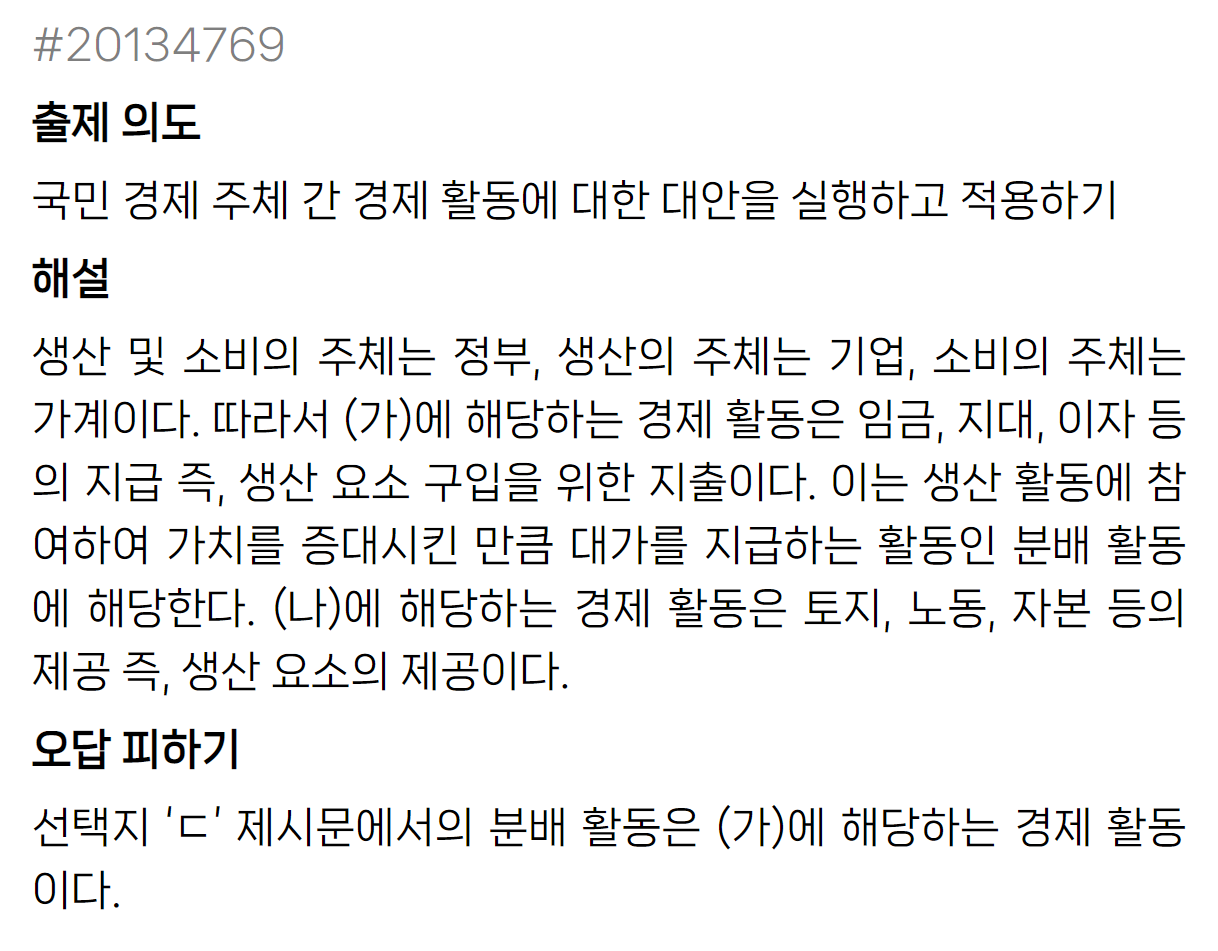 #20134769
출제 의도
국민 경제 주체 간 경제 활동에 대한 대안을 실행하고 적용하기
해설
생산 및 소비의 주체는 정부, 생산의 주체는 기업, 소비의 주체는
가계이다. 따라서 (가)에 해당하는 경제 활동은 임금, 지대, 이자 등
의 지급 즉, 생산 요소 구입을 위한 지출이다. 이는 생산 활동에 참
여하여 가치를 증대시킨 만큼 대가를 지급하는 활동인 분배 활동
에 해당한다. (나)에 해당하는 경제 활동은 토지, 노동, 자본 등의
제공 즉, 생산 요소의 제공이다.
오답 피하기
선택지 ‘ㄷ’ 제시문에서의 분배 활동은 (가)에 해당하는 경제 활동
이다.